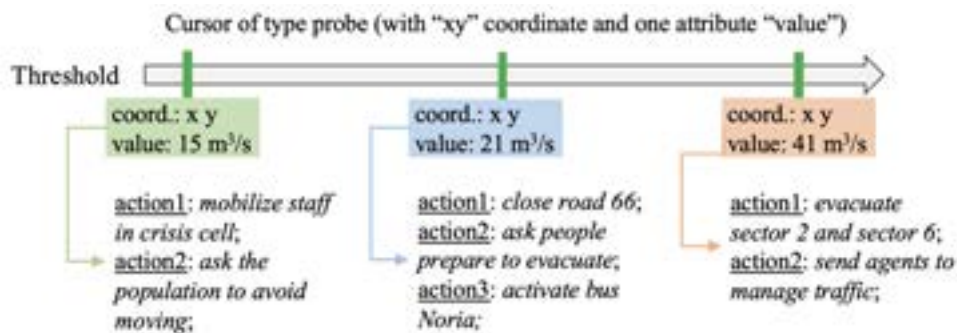 Cursor of type probe (with “xy” coordinate and one attribute “value”)
Threshold
coord.: x y
value: 15 m³/s
action1: mobilize staff
in crisis cell;
action2: ask the
population to avoid
moving;
coord.: x y
value: 21 m³/s
action1: close road 66;
action2: ask people
prepare to evacuate;
action3: activate bus
Noria;
coord.: x y
value: 41 m³/s
action1: evacuate
sector 2 and sector 6;
action2: send agents to
manage traffic;